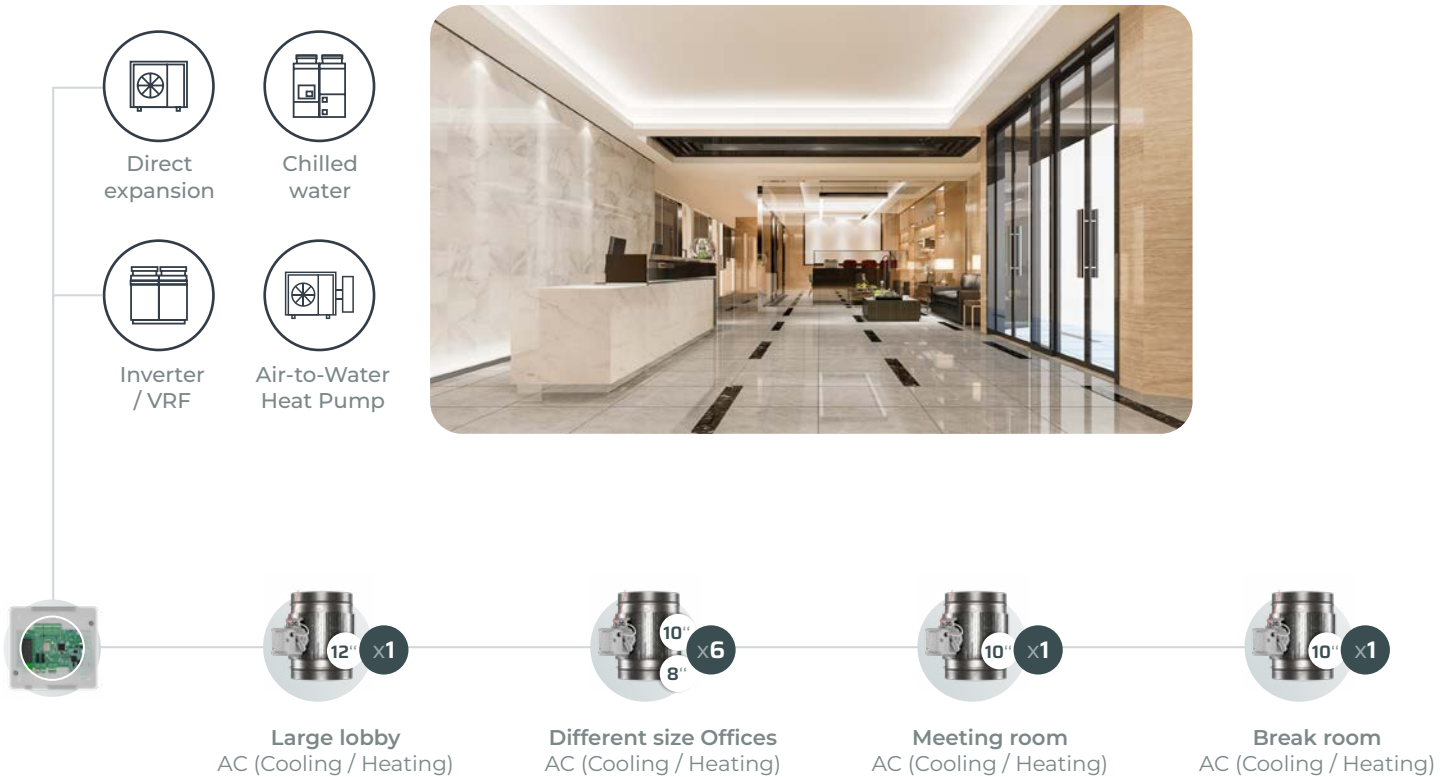 Direct
expansion
Chilled
water
Inverter
/ VRF
Air-to-Water
Heat Pump
12“ x1
10“
8“
x6
10“ x1
10“ x1
Large lobby
AC (Cooling / Heating)
Different size Offices
AC (Cooling / Heating)
Meeting room
AC (Cooling / Heating)
Break room
AC (Cooling / Heating)